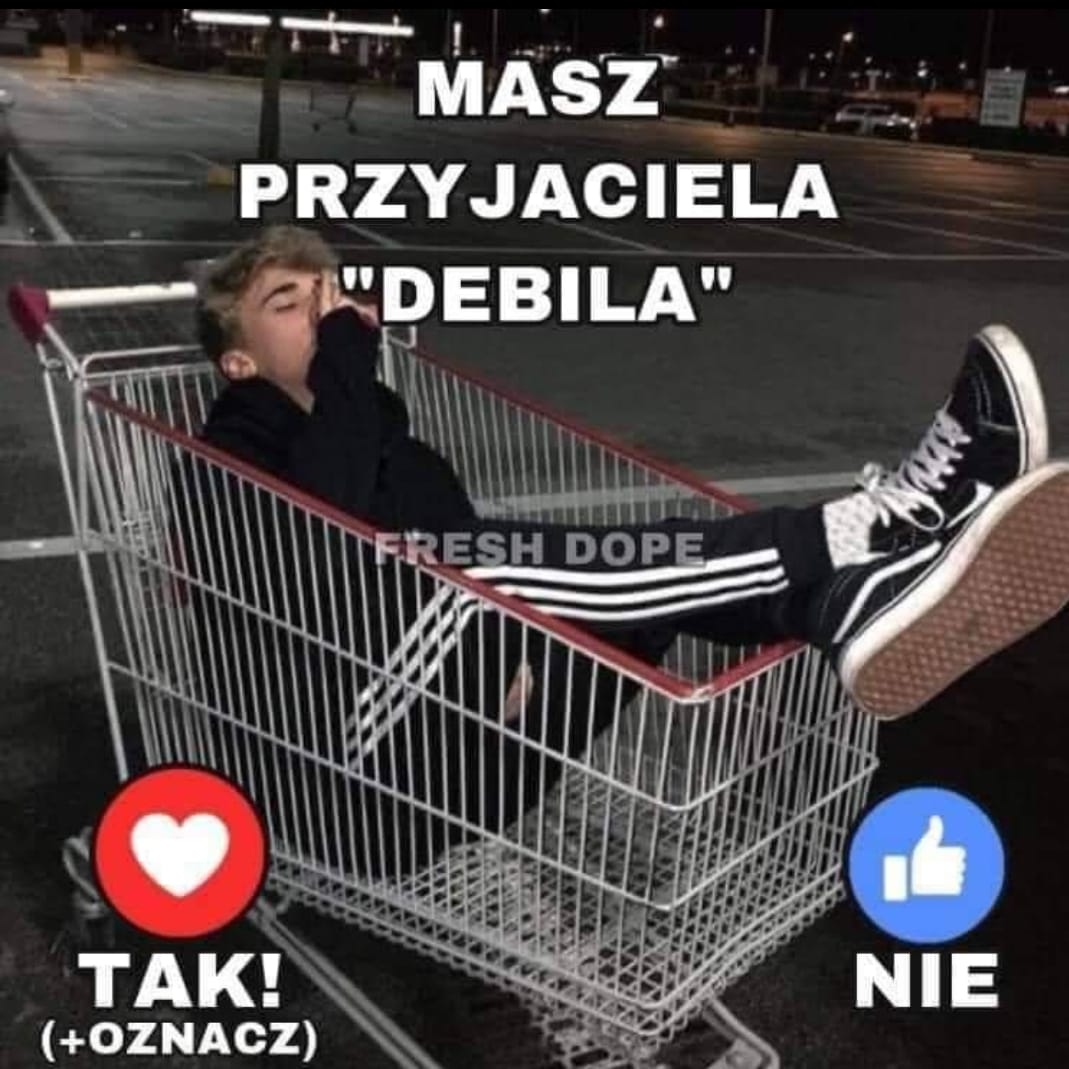 MASZ
PRZYJACIELA
"DEBILA"
FRESH DOPE
TAK!
(+OZNACZ)
NIE